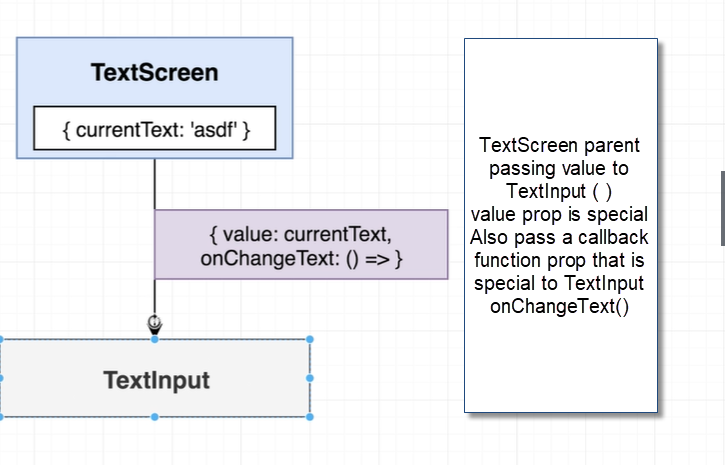 TextScreen
{ currentText: 'asdf' }
{ value: currentText,
onChangeText: () => }
TextInput
TextScreen parent
passing value to
TextInput ( )
value prop is special
Also pass a callback
function prop that is
special to TextInput
onChangeText()